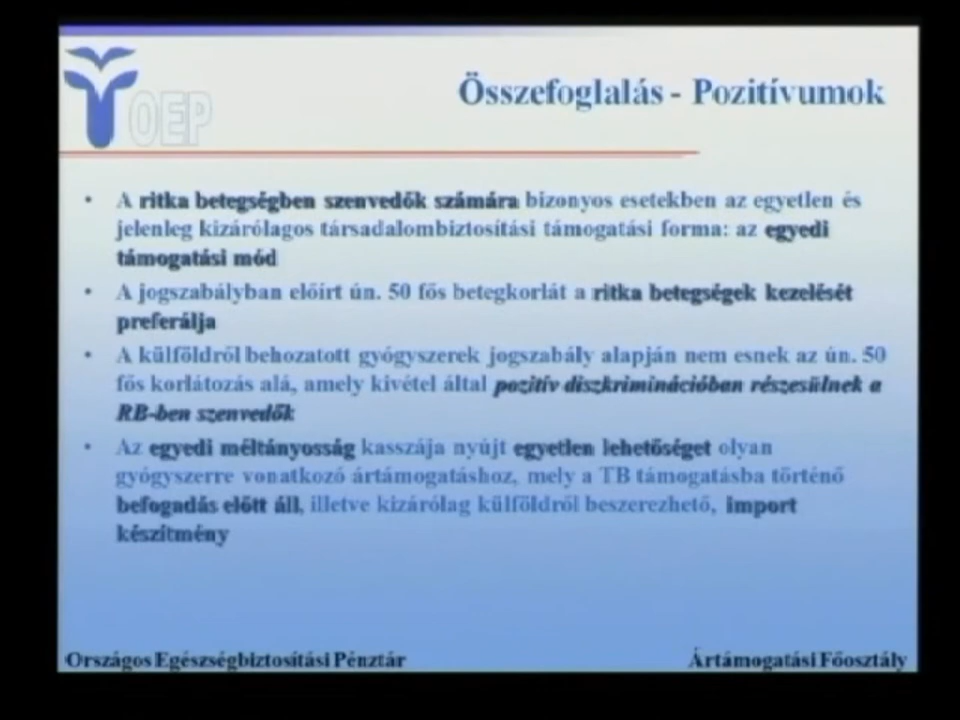 OEP
Összefoglalás - Pozitívumok
• A ritka betegségben szenvedők számára bizonyos esetekben az egyetlen és
jelenleg kizárólagos társadalombiztosítási támogatási forma: az egyedi
támogatási mód
• A jogszabályban előírt ún. 50 fős betegkorlát a ritka betegségek kezelését
preferálja
• A külföldről behozatott gyógyszerek jogszabály alapján nem esnek az ún. 50
fős korlátozás alá, amely kivétel által pozitív diszkriminációban részesülnek a
RB-ben szenvedők
• Az egyedi méltányosság kasszája nyújt egyetlen lehetőséget olyan
gyógyszerre vonatkozó ártámogatáshoz, mely a TB támogatásba történő
befogadás előtt áll, illetve kizárólag külföldről beszerezhető, import
készítmény
Országos Egészségbiztosítási Pénztár
Ártámogatási Főosztály